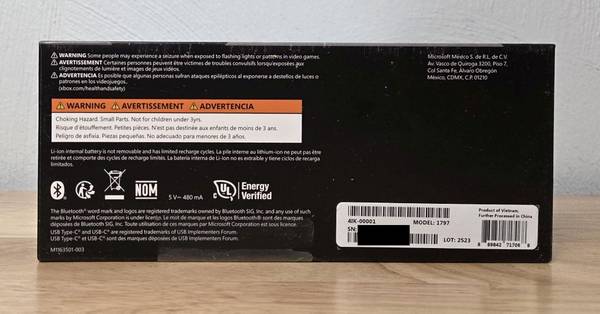 WARNING Some people may experience a seizure when exposed to flashing lights or patterns in video games.
AVERTISSEMENT Certaines personnes peuvent être victimes de troubles convulsifs lorsqu'exposées aux
clignotements de lumière et images de jeux vidéos.
ADVERTENCIA Es posible que algunas personas sufran ataques epilépticos al exponerse a destellos de luces o
patrones en los videojuegos.
(xbox.com/healthandsafety)
Microsoft México S. de R.L. de C.V.
Av. Vasco de Quiroga 3200, Piso 7,
Col Santa Fe, Álvaro Obregón
México, CDMX, C.P. 01210
WARNING AVERTISSEMENT ADVERTENCIA
Choking Hazard. Small Parts. Not for children under 3yrs.
Risque d'étouffement. Petites pièces. N'est pas destinée aux enfants de moins de 3 ans.
Peligro de asfixia. Piezas pequeñas. No adecuado para menores de 3 años.
Li-ion internal battery is not removable and has limited recharge cycles. La pile interne au lithium-ion ne peut pas être
retirée et comporte des cycles de recharge limités. La batería interna de Li-ion no es extraíble y tiene ciclos de recarga
limitados.
NOM
5 V⎓ 480 mA
c UL US Energy
Verified
The Bluetooth® word mark and logos are registered trademarks owned by Bluetooth SIG, Inc. and any use of such
marks by Microsoft Corporation is under license. Le mot de marque et les logos Bluetooth® sont des marques
déposées de Bluetooth SIG, Inc. Toute utilisation de ces marques par Microsoft Corporation est sous licence.
USB Type-C® and USB-C® are registered trademarks of USB Implementers Forum.
USB Type-C® et USB-C® sont des marques déposées de USB Implementers Forum.
M1163501-003
4IK-00001 MODEL: 1797
SN:
LOT: 2523
Product of Vietnam,
Further Processed in China
8 89842 71706 8